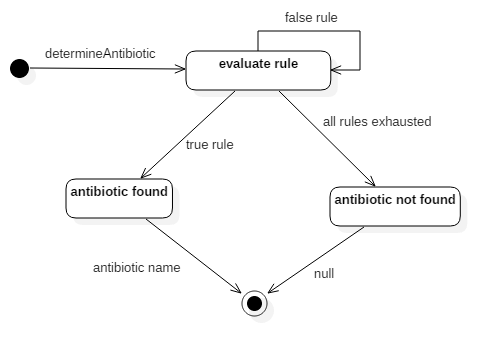 false rule
determineAntibiotic
evaluate rule
all rules exhausted
true rule
antibiotic found
antibiotic not found
antibiotic name
null